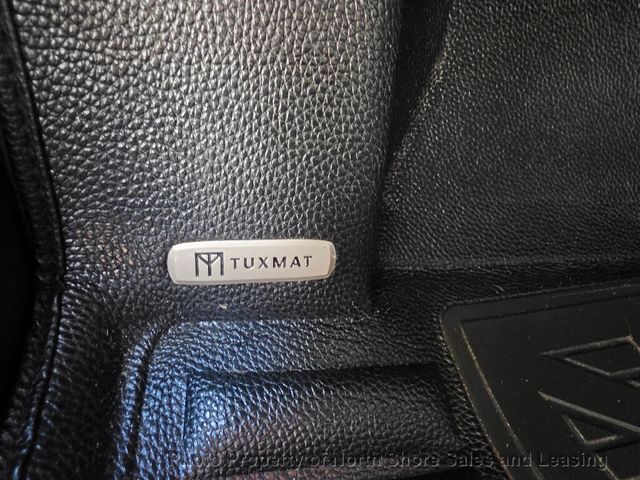 TUXMAT
Photo Property of North Shore Sales and Leasing